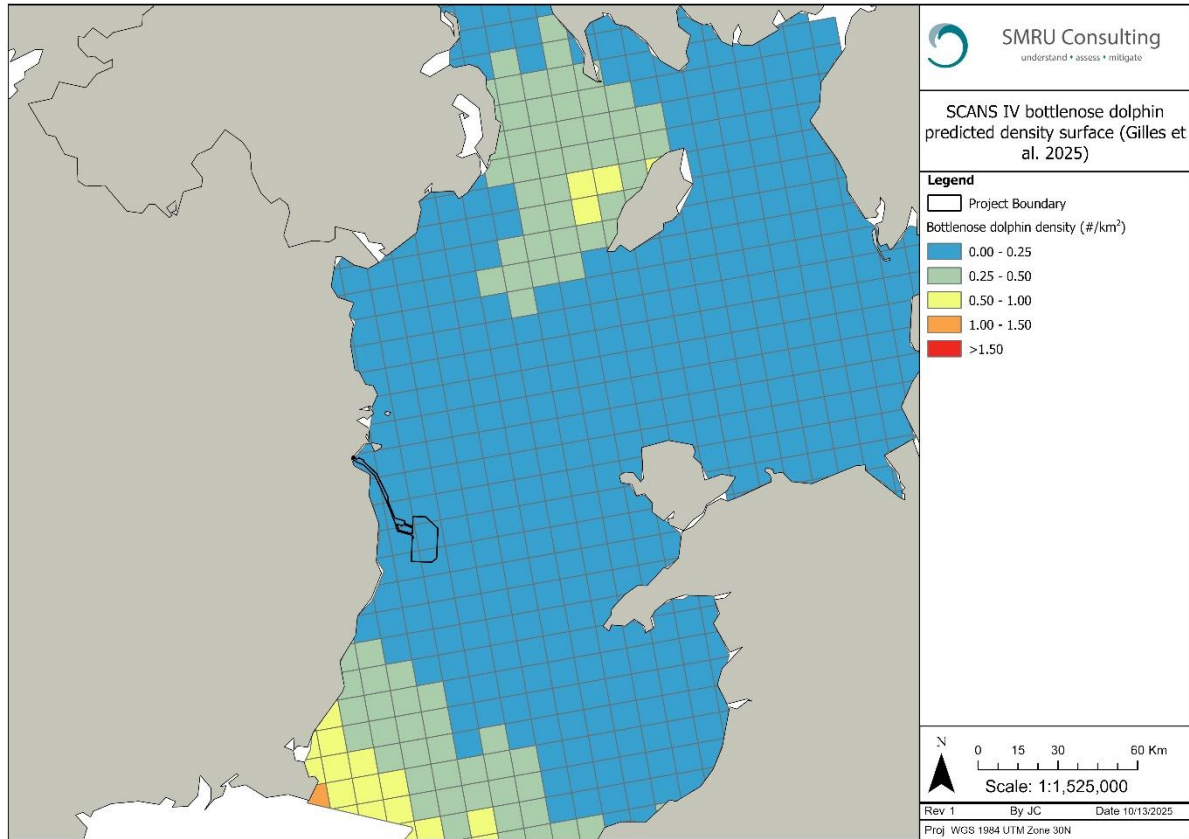 SMRU Consulting
understand • assess • mitigate
SCANS IV bottlenose dolphin
predicted density surface (Gilles et
al. 2025)
Legend
Project Boundary
Bottlenose dolphin density (#/km²)
0.00 - 0.25
0.25 - 0.50
0.50 - 1.00
1.00 - 1.50
>1.50
N
0 15 30 60 Km
Scale: 1:1,525,000
Rev 1 By JC Date 10/13/2025
Proj WGS 1984 UTM Zone 30N